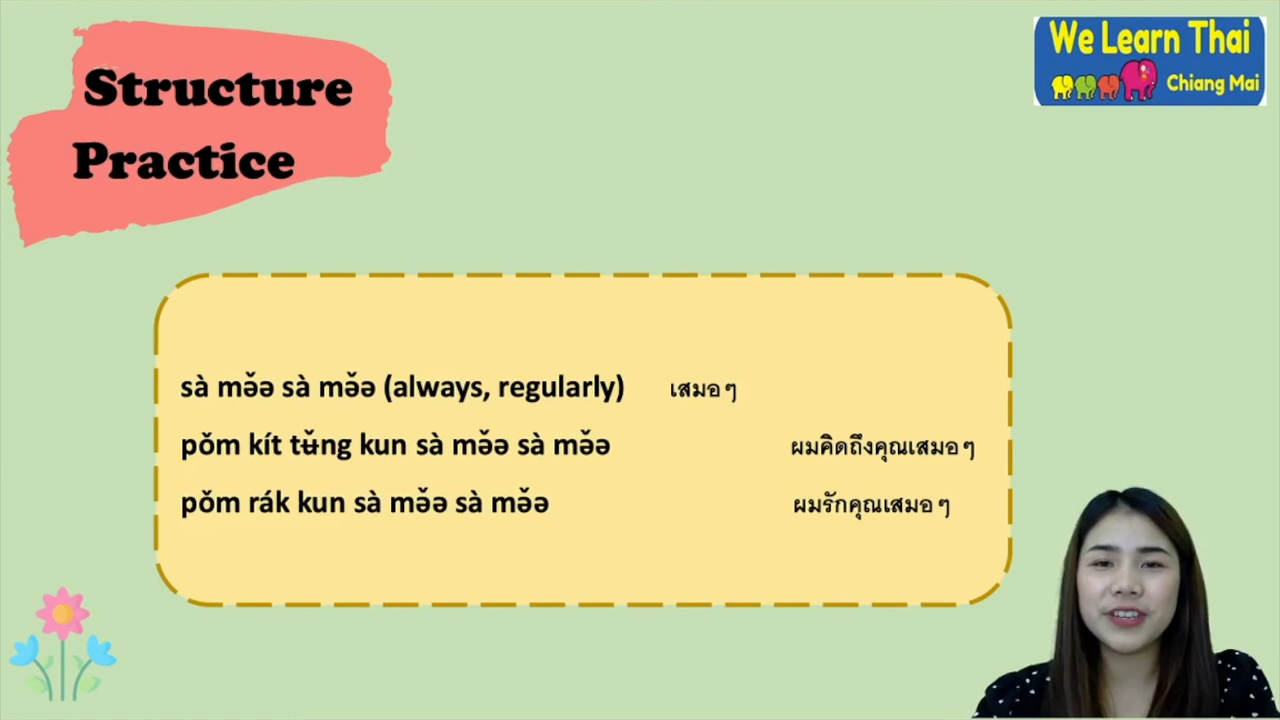 Structure
Practice
We Learn Thai
Chiang Mai
sà mə̌ə sà mə̌ə (always, regularly) เสมอๆ
pǒm kít tʉ̌ng kun sà mə̌ə sà mə̌ə ผมคิดถึงคุณเสมอๆ
pǒm rák kun sà mə̌ə sà mə̌ə ผมรักคุณเสมอๆ